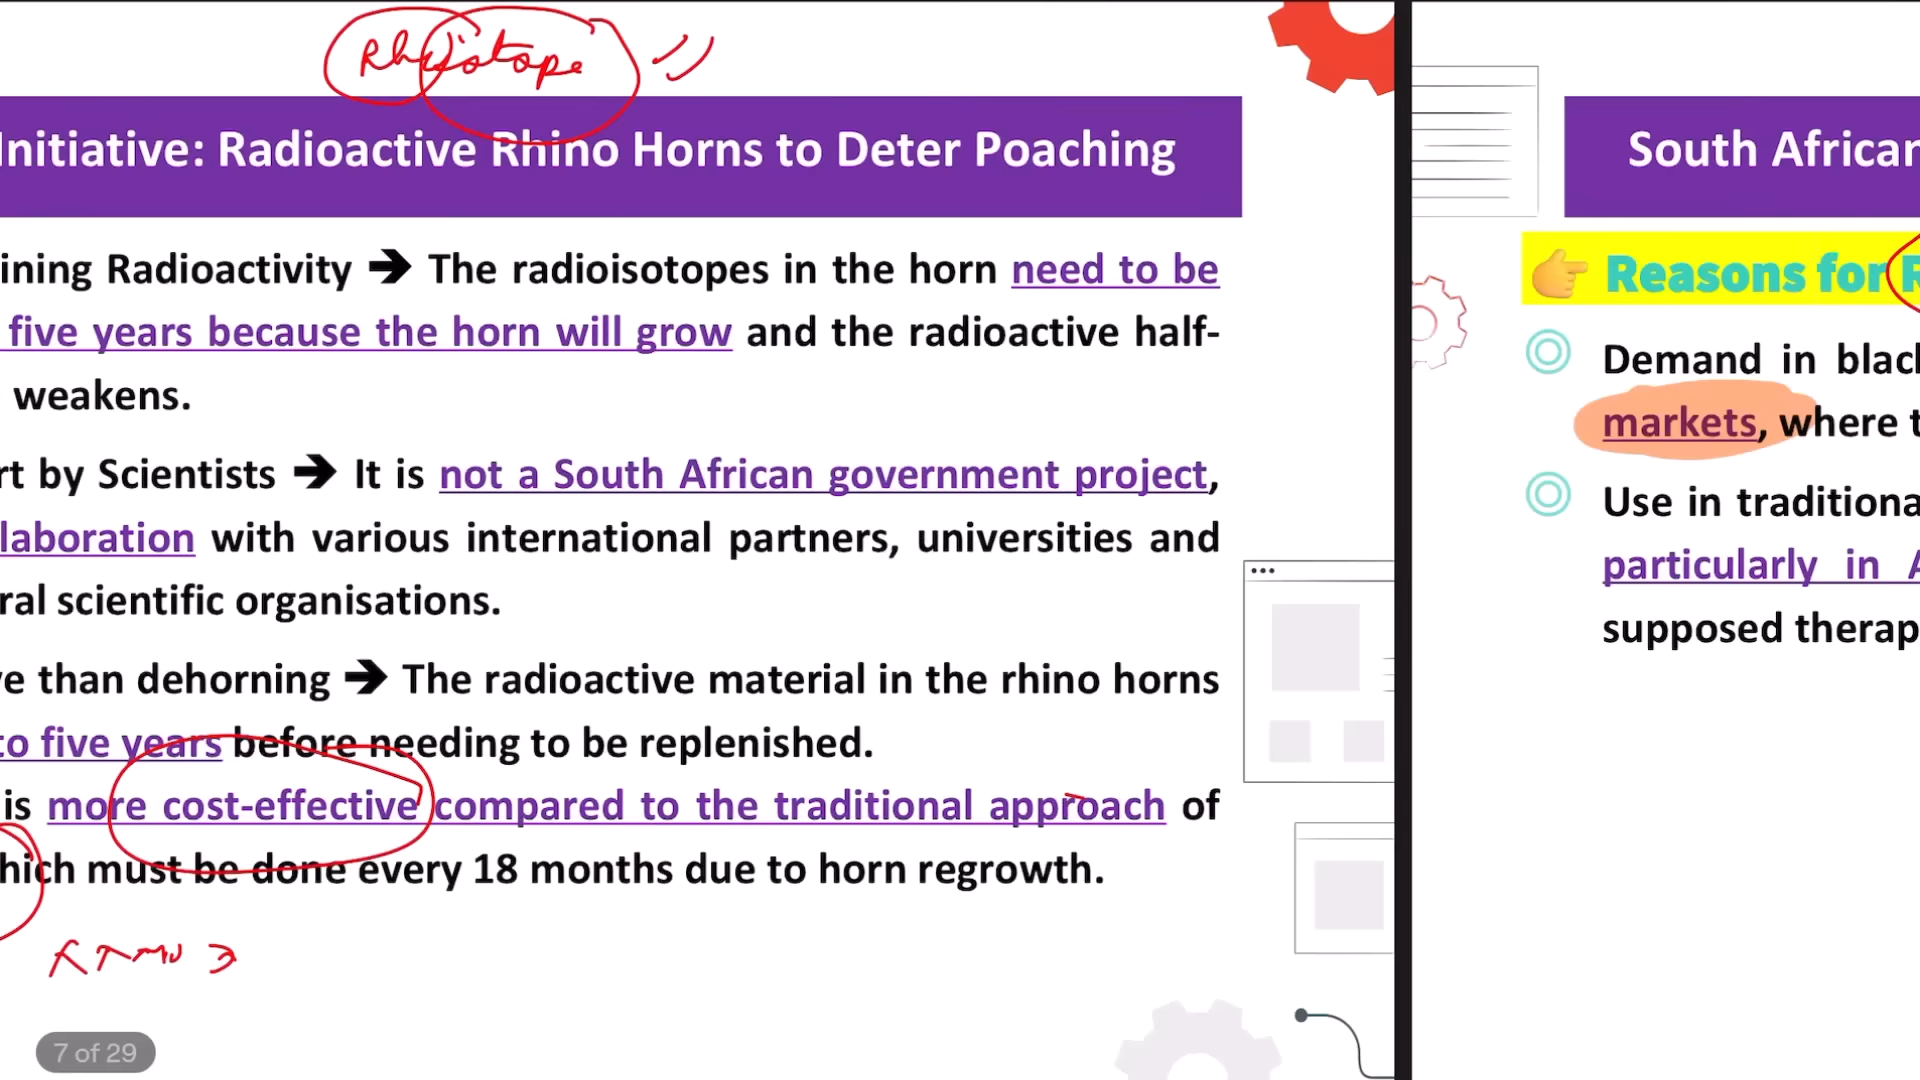 Rhisotope
Initiative: Radioactive Rhino Horns to Deter Poaching
ining Radioactivity ➔ The radioisotopes in the horn need to be
five years because the horn will grow and the radioactive half-
weakens.
rt by Scientists ➔ It is not a South African government project,
laboration with various international partners, universities and
ral scientific organisations.
ve than dehorning ➔ The radioactive material in the rhino horns
to five years before needing to be replenished.
is more cost-effective compared to the traditional approach of
hich must be done every 18 months due to horn regrowth.
7 of 29
South African
Reasons for R
Demand in black
markets, where t
Use in traditiona
particularly in A
supposed therap